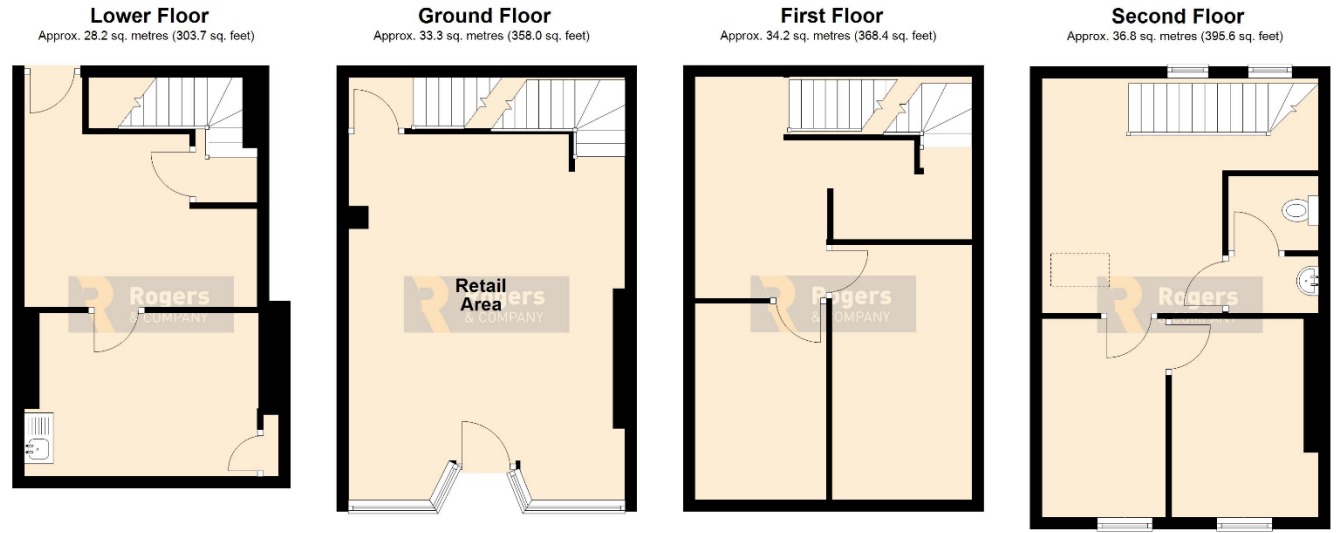 Lower Floor
Approx. 28.2 sq. metres (303.7 sq. feet)
Ground Floor
Approx. 33.3 sq. metres (358.0 sq. feet)
First Floor
Approx. 34.2 sq. metres (368.4 sq. feet)
Second Floor
Approx. 36.8 sq. metres (395.6 sq. feet)
R Rogers
& COMPANY
Retail
Area
R Rogers
& COMPANY
R Rogers
& COMPANY
R Rogers
& COMPANY